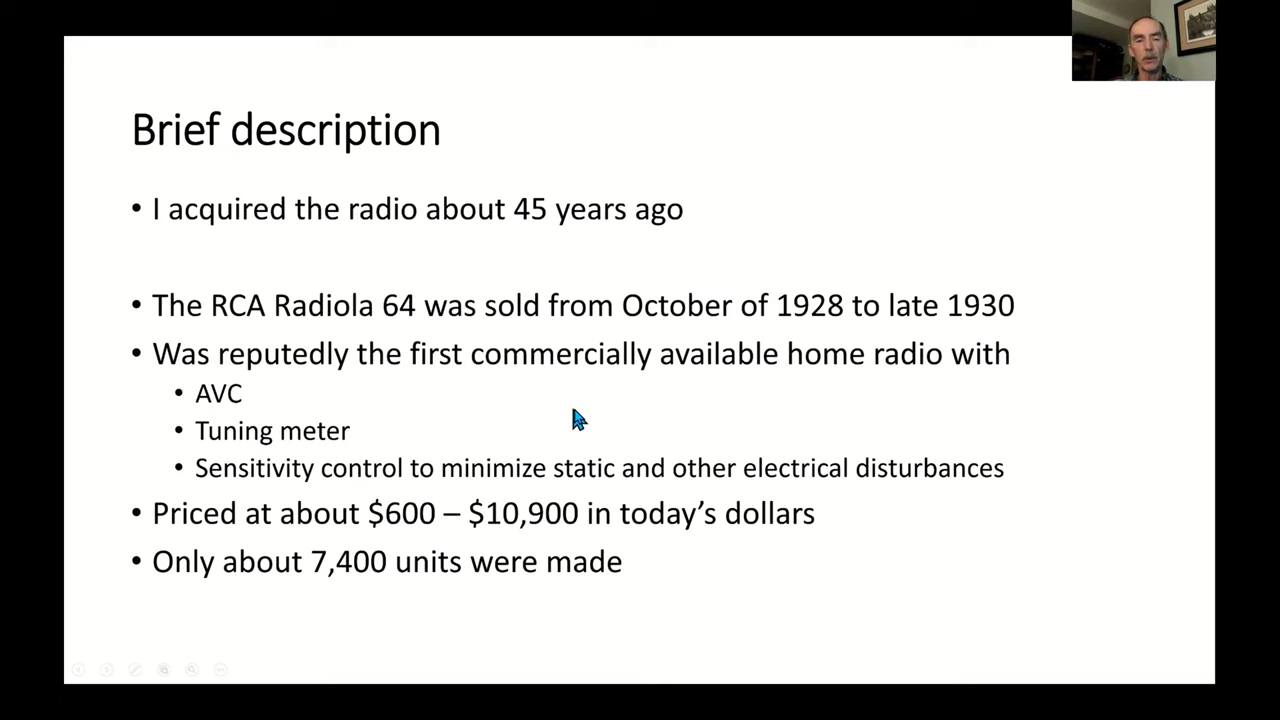 Brief description
• I acquired the radio about 45 years ago
• The RCA Radiola 64 was sold from October of 1928 to late 1930
• Was reputedly the first commercially available home radio with
• AVC
• Tuning meter
• Sensitivity control to minimize static and other electrical disturbances
• Priced at about $600 – $10,900 in today’s dollars
• Only about 7,400 units were made